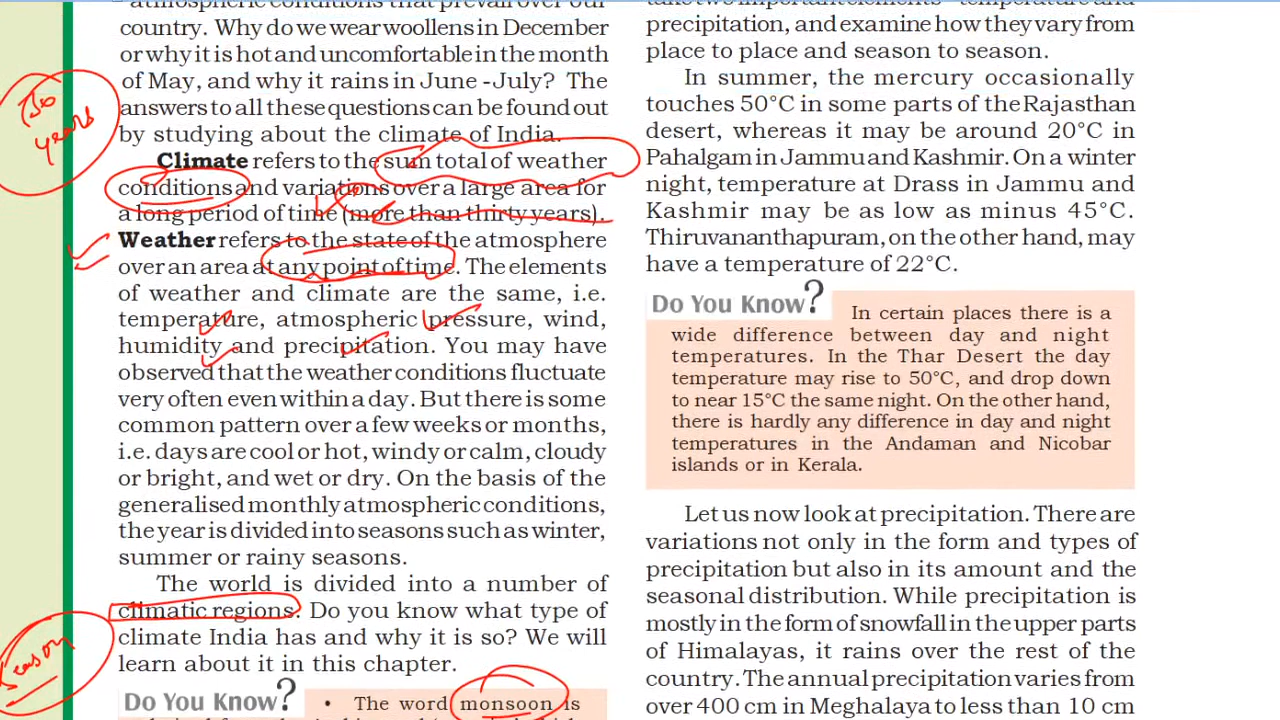 atmospheric conditions that prevail over our
country. Why do we wear woollens in December
or why it is hot and uncomfortable in the month
of May, and why it rains in June -July? The
answers to all these questions can be found out
by studying about the climate of India.
Climate refers to the sum total of weather
conditions and variations over a large area for
a long period of time (more than thirty years).
Weather refers to the state of the atmosphere
over an area at any point of time. The elements
of weather and climate are the same, i.e.
temperature, atmospheric pressure, wind,
humidity and precipitation. You may have
observed that the weather conditions fluctuate
very often even within a day. But there is some
common pattern over a few weeks or months,
i.e. days are cool or hot, windy or calm, cloudy
or bright, and wet or dry. On the basis of the
generalised monthly atmospheric conditions,
the year is divided into seasons such as winter,
summer or rainy seasons.
The world is divided into a number of
climatic regions. Do you know what type of
climate India has and why it is so? We will
learn about it in this chapter.
Do You Know?
• The word monsoon is
years
season
take two important elements – temperature and
precipitation, and examine how they vary from
place to place and season to season.
In summer, the mercury occasionally
touches 50°C in some parts of the Rajasthan
desert, whereas it may be around 20°C in
Pahalgam in Jammu and Kashmir. On a winter
night, temperature at Drass in Jammu and
Kashmir may be as low as minus 45°C.
Thiruvananthapuram, on the other hand, may
have a temperature of 22°C.
Do You Know?
In certain places there is a
wide difference between day and night
temperatures. In the Thar Desert the day
temperature may rise to 50°C, and drop down
to near 15°C the same night. On the other hand,
there is hardly any difference in day and night
temperatures in the Andaman and Nicobar
islands or in Kerala.
Let us now look at precipitation. There are
variations not only in the form and types of
precipitation but also in its amount and the
seasonal distribution. While precipitation is
mostly in the form of snowfall in the upper parts
of Himalayas, it rains over the rest of the
country. The annual precipitation varies from
over 400 cm in Meghalaya to less than 10 cm